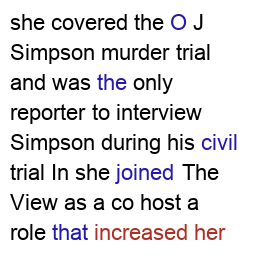 she covered the O J
Simpson murder trial
and was the only
reporter to interview
Simpson during his civil
trial In she joined The
View as a co host a
role that increased her